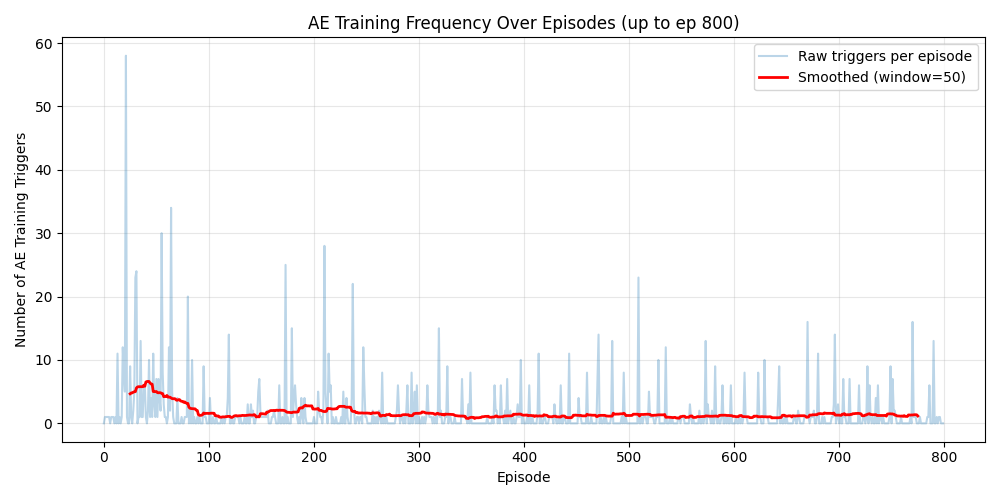 AE Training Frequency Over Episodes (up to ep 800)
Raw triggers per episode
Smoothed (window=50)
Number of AE Training Triggers
60
50
40
30
20
10
0
0 100 200 300 400 500 600 700 800
Episode